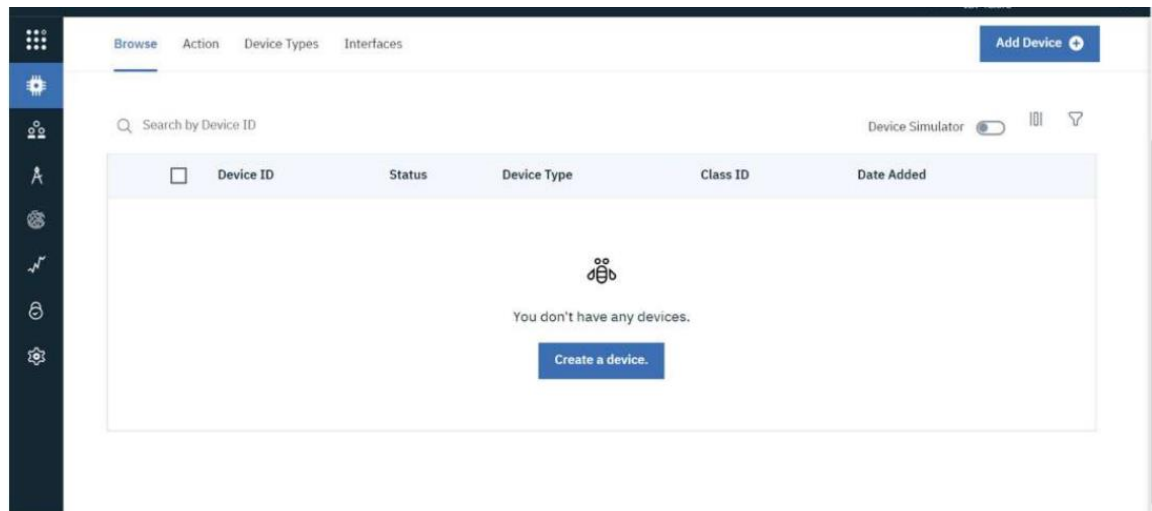 Browse Action Device Types Interfaces Add Device
Search by Device ID Device Simulator
Device ID Status Device Type Class ID Date Added
You don't have any devices.
Create a device.